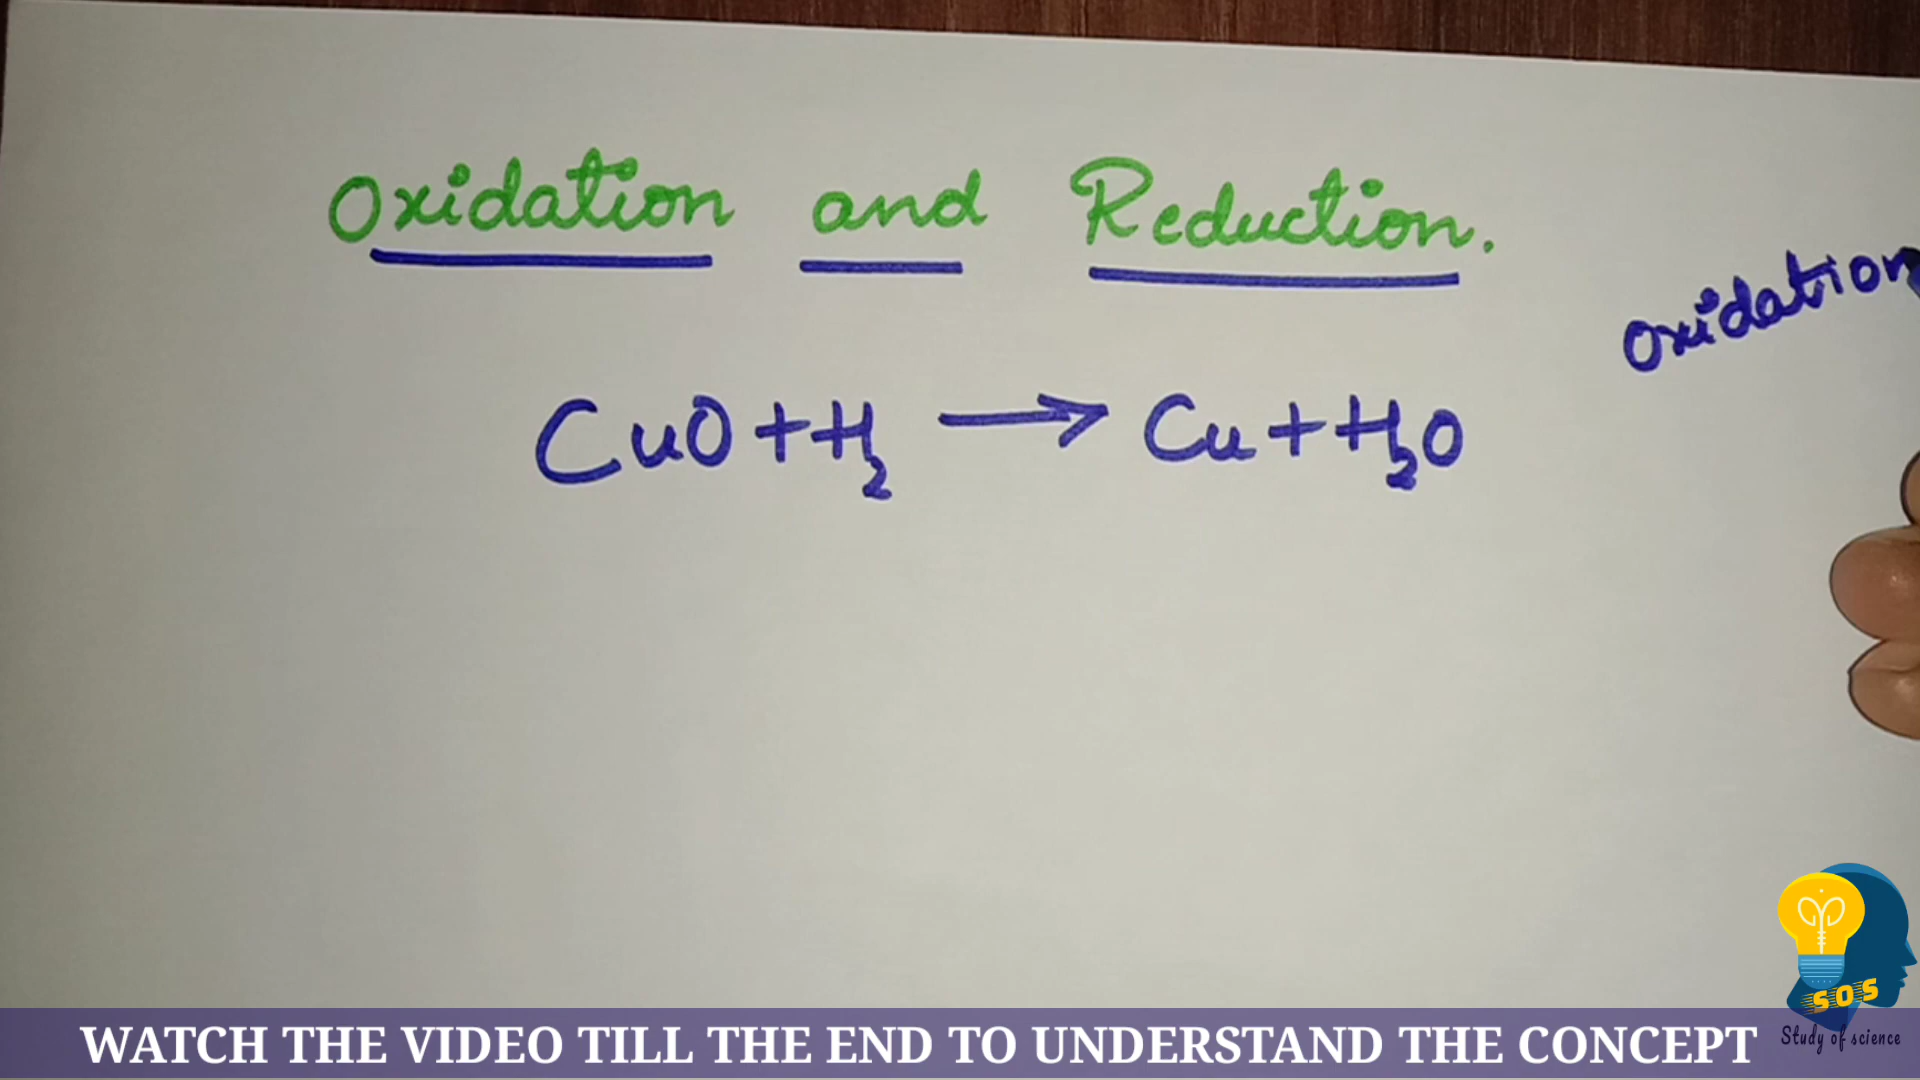 Oxidation and Reduction.
Oxidation
CuO + H₂ → Cu + H₂O
SOS
Study of science
WATCH THE VIDEO TILL THE END TO UNDERSTAND THE CONCEPT